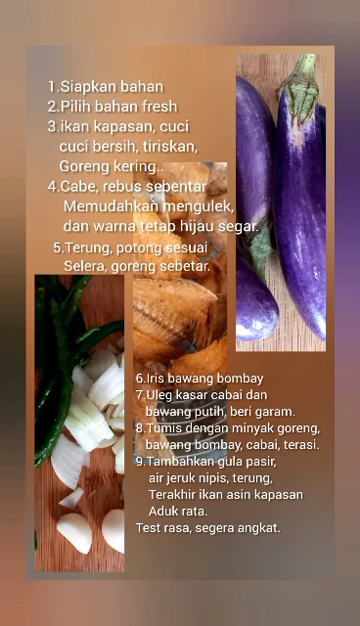 1.Siapkan bahan
2.Pilih bahan fresh
3.ikan kapasan, cuci
cuci bersih, tiriskan,
Goreng kering..
4.Cabe, rebus sebentar
Memudahkan mengulek,
dan warna tetap hijau segar.
5.Terung, potong sesuai
Selera, goreng sebetar.
6.Iris bawang bombay
7.Uleg kasar cabai dan
bawang putih, beri garam.
8.Tumis dengan minyak goreng,
bawang bombay, cabai, terasi.
9.Tambahkan gula pasir,
air jeruk nipis, terung,
Terakhir ikan asin kapasan
Aduk rata.
Test rasa, segera angkat.